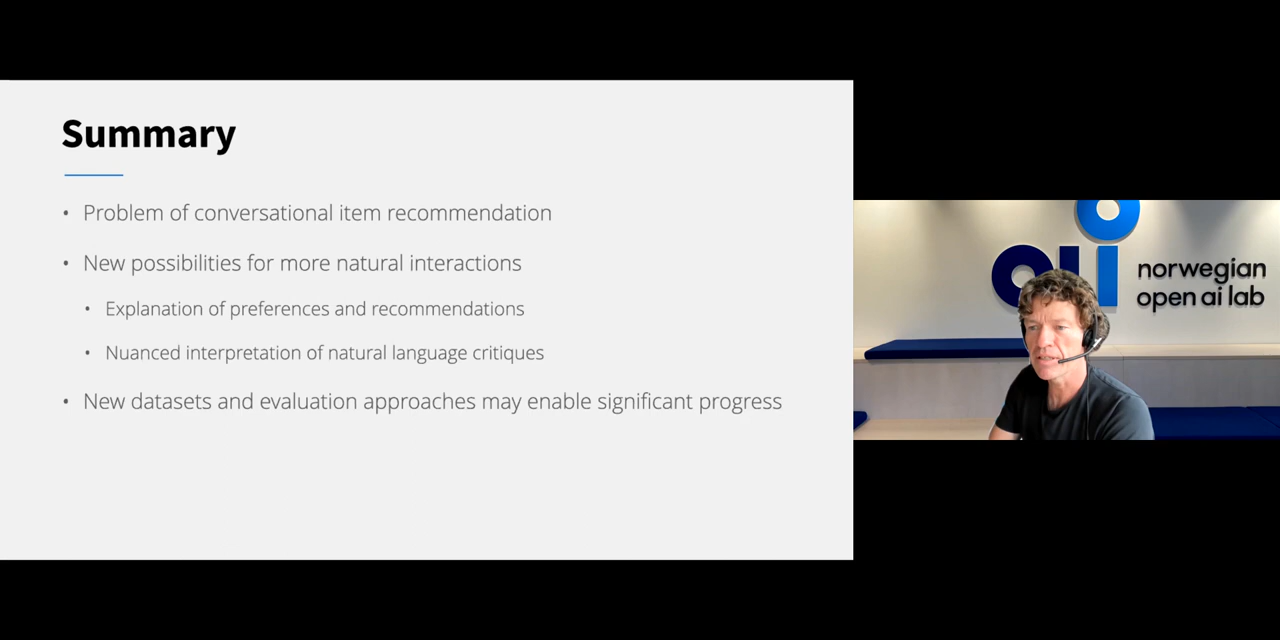 Summary
• Problem of conversational item recommendation
• New possibilities for more natural interactions
• Explanation of preferences and recommendations
• Nuanced interpretation of natural language critiques
• New datasets and evaluation approaches may enable significant progress
norwegian
open ai lab